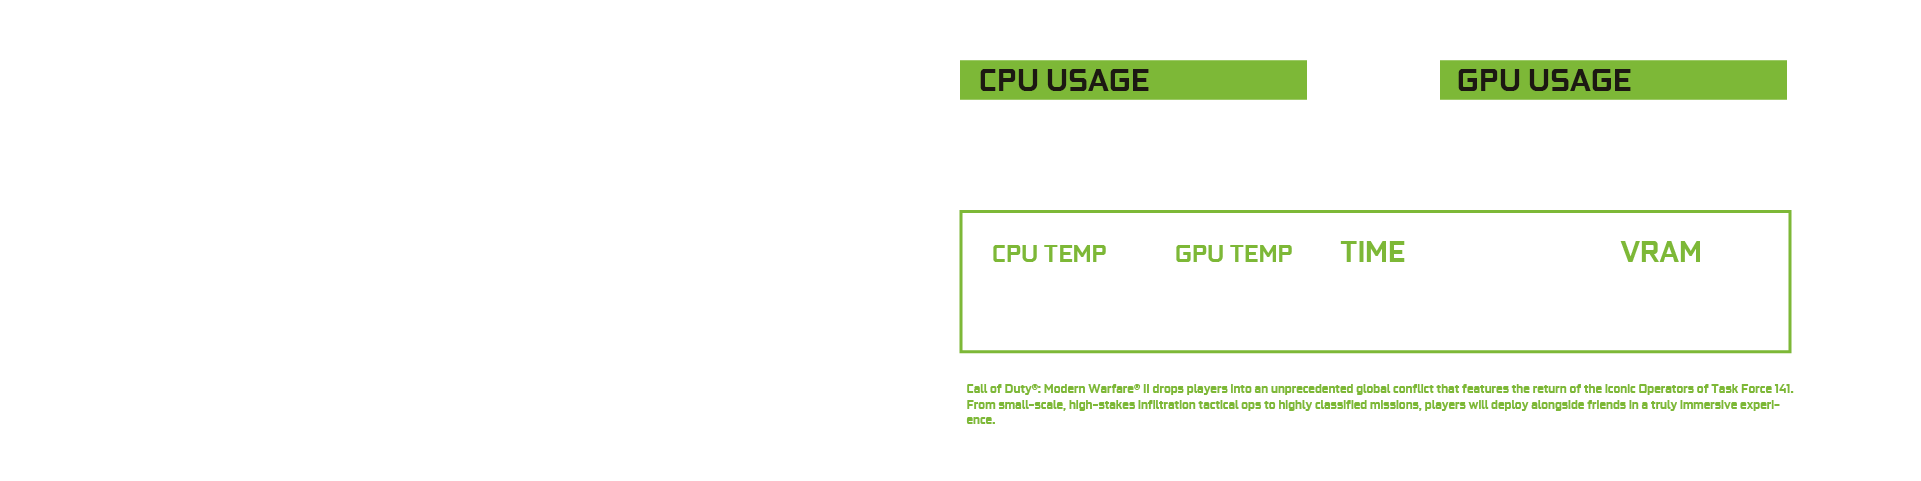 CPU USAGE
GPU USAGE
CPU TEMP
GPU TEMP
TIME
VRAM
Call of Duty®: Modern Warfare® II drops players into an unprecedented global conflict that features the return of the iconic Operators of Task Force 141.
From small-scale, high-stakes infiltration tactical ops to highly classified missions, players will deploy alongside friends in a truly immersive experi-
ence.